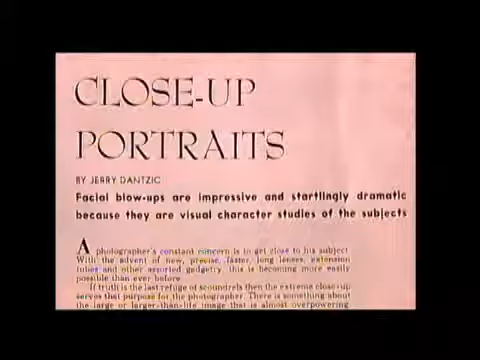 CLOSE-UP
PORTRAITS
BY JERRY DANTZIC
Facial blow-ups are impressive and startlingly dramatic
because they are visual character studies of the subjects
A photographer's constant concern is to get close to his subject.
With the advent of new, precise, faster, long lenses, extension
tubes and other assorted gadgetry, this is becoming more easily
possible than ever before.
If truth is the last refuge of scoundrels then the extreme close-up
serves that purpose for the photographer. There is something about
the large or larger-than-life image that is almost overpowering